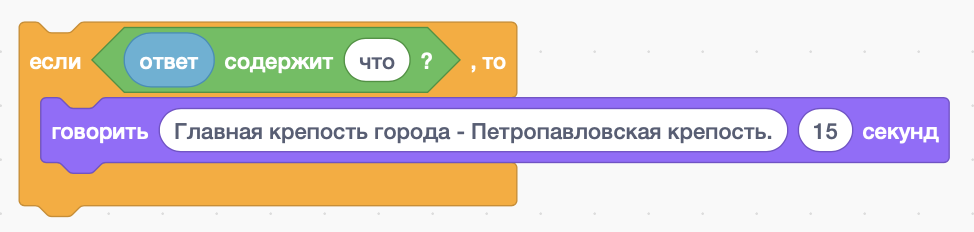 если ответ содержит что ? , то
говорить Главная крепость города - Петропавловская крепость. 15 секунд